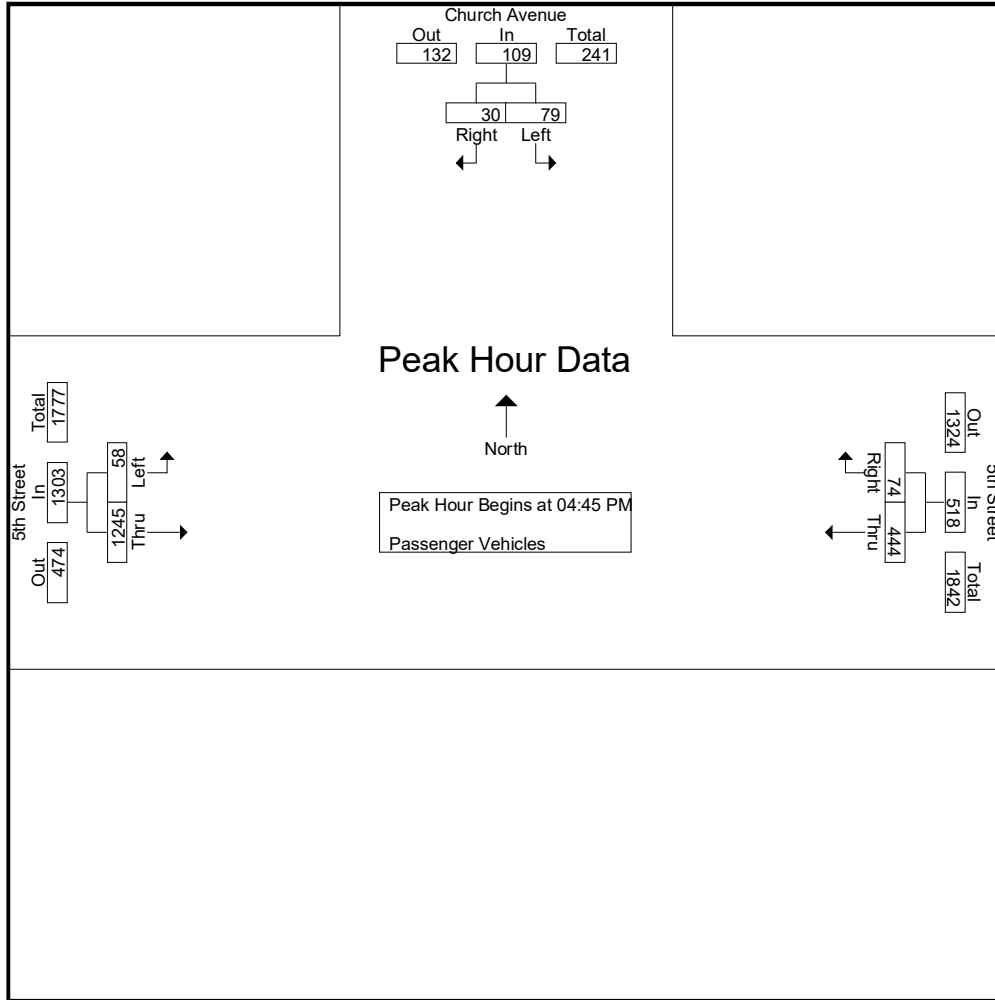 Church Avenue
Out In Total
132 109 241
30 79
Right Left
Peak Hour Data
North
Peak Hour Begins at 04:45 PM
Passenger Vehicles
5th Street
Total In Out
1777 1303 474
58 1245
Left Thru
5th Street
Out In Total
1324 518 1842
74 444
Right Thru